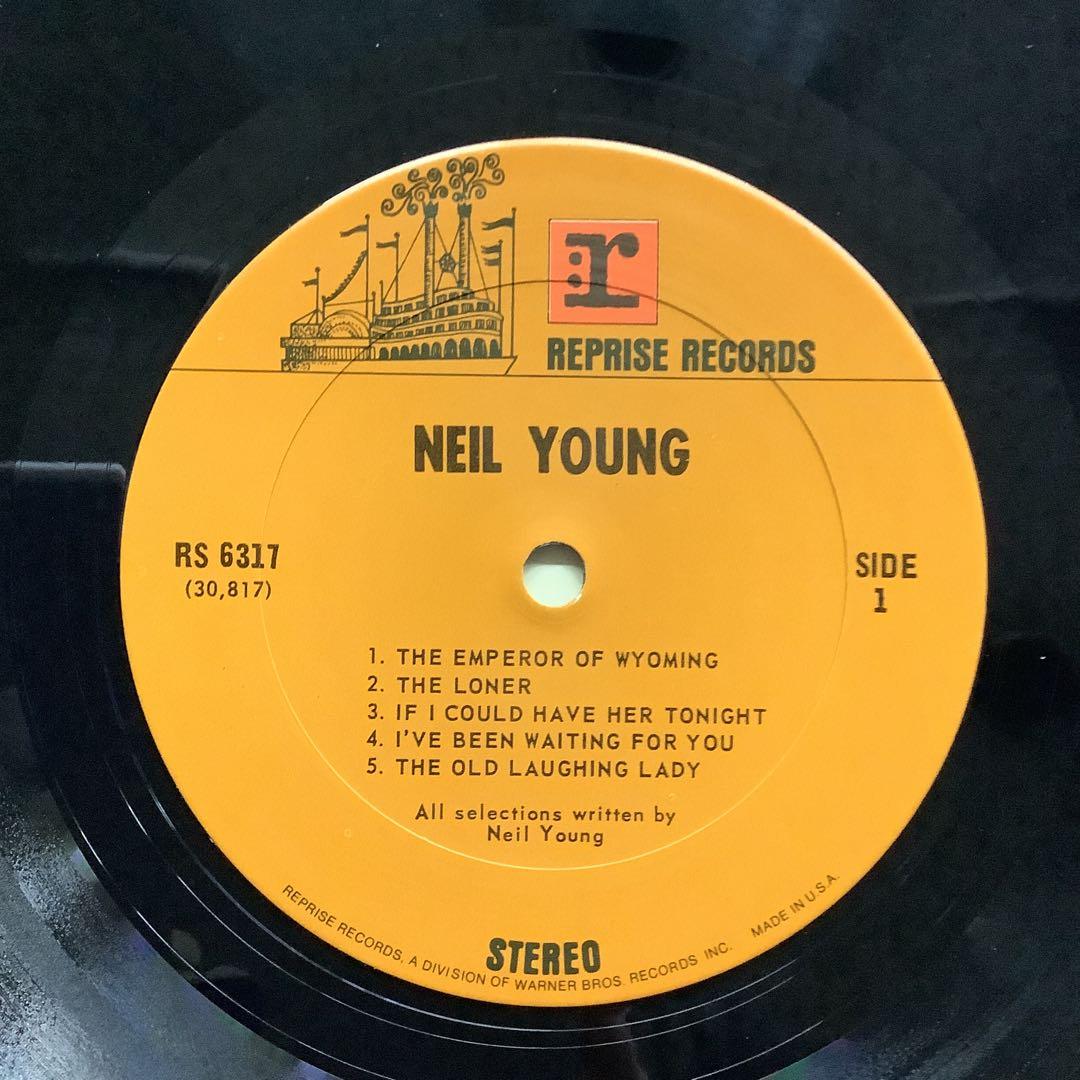 :r
REPRISE RECORDS
NEIL YOUNG
RS 6317
(30,817)
SIDE
1
1. THE EMPEROR OF WYOMING
2. THE LONER
3. IF I COULD HAVE HER TONIGHT
4. I'VE BEEN WAITING FOR YOU
5. THE OLD LAUGHING LADY
All selections written by
Neil Young
STEREO
REPRISE RECORDS, A DIVISION OF WARNER BROS. RECORDS INC. MADE IN U.S.A.